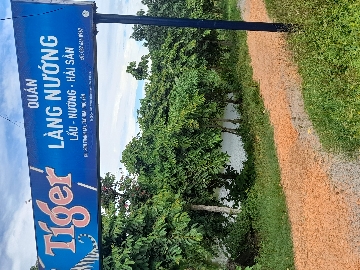 Tiger
QUÁN
LÀNG NƯỚNG
LẨU - NƯỚNG - HẢI SẢN